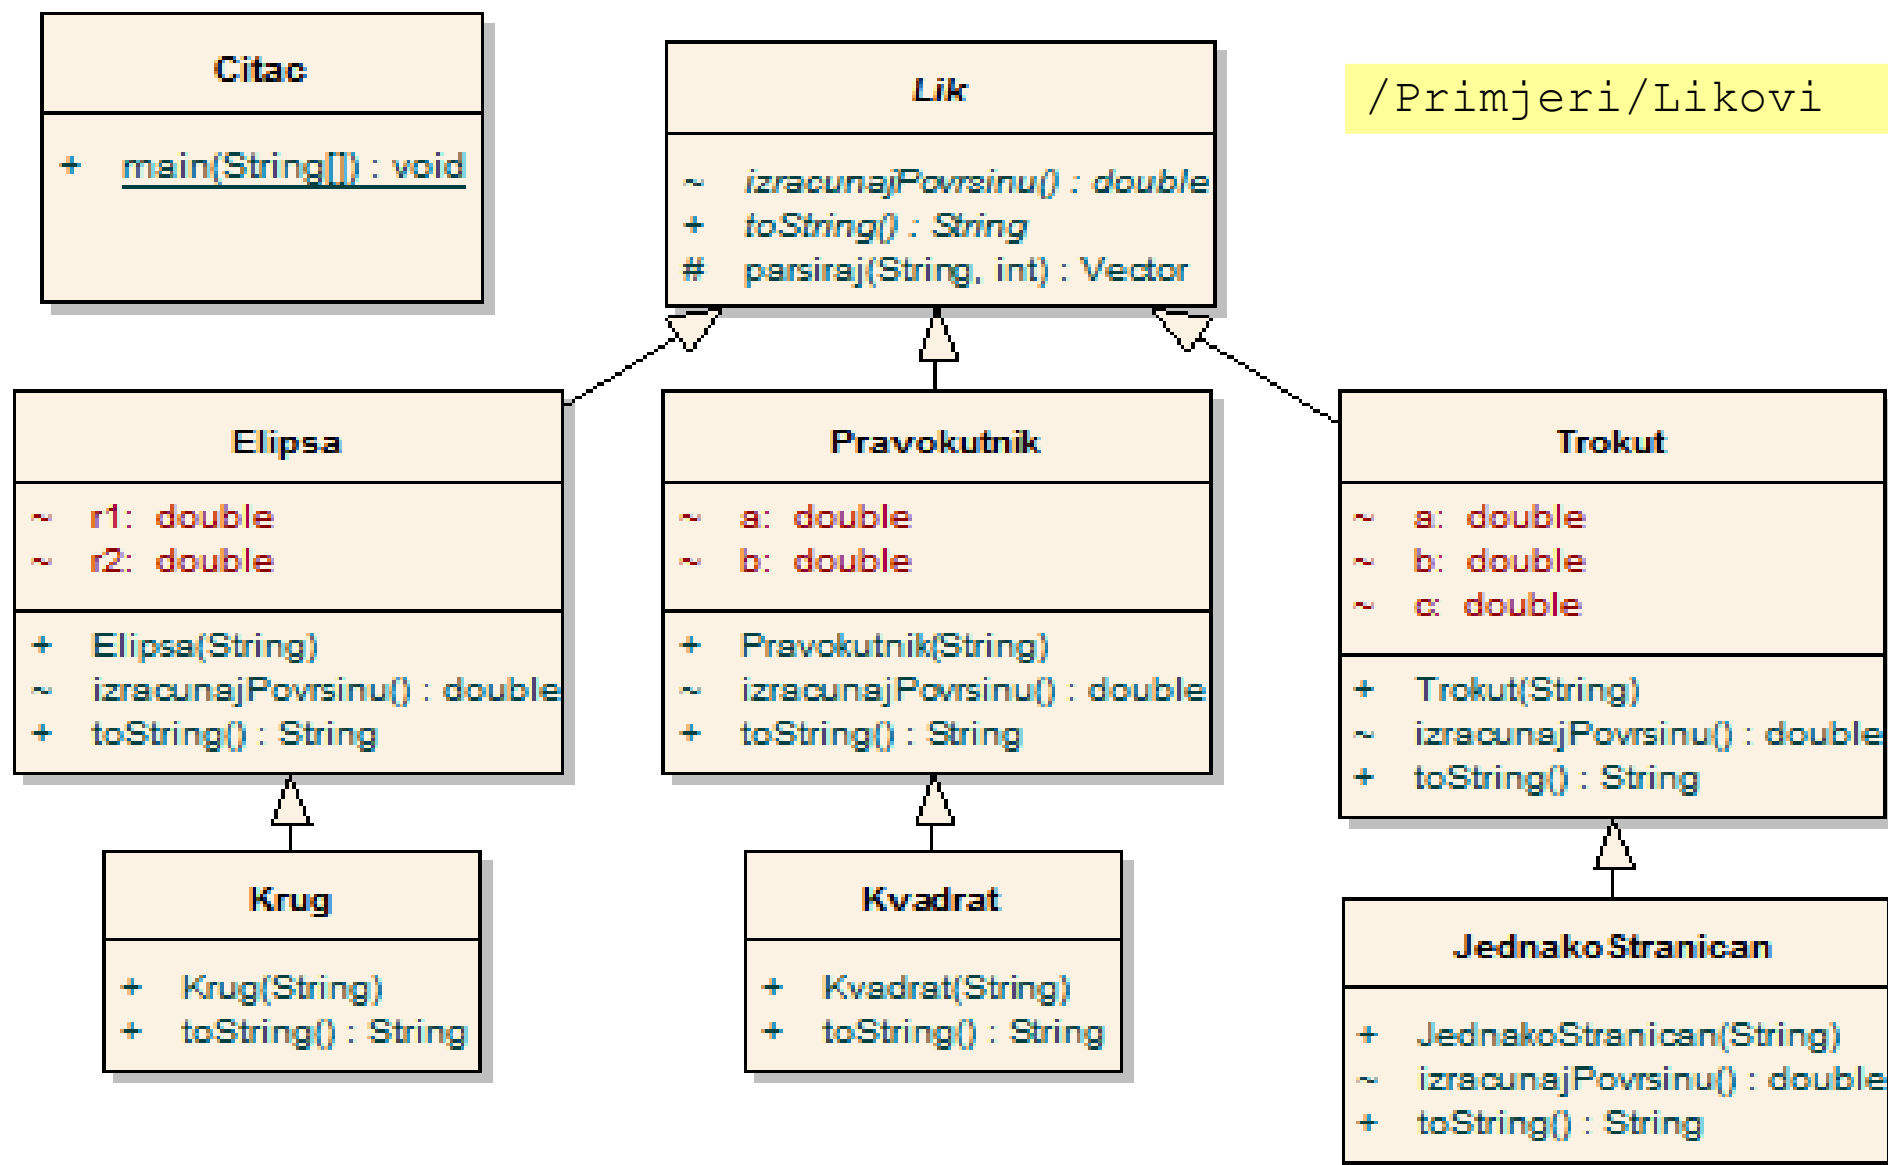 Citac
+ main(String[]) : void
Lik
~ izracunajPovrsinu() : double
+ toString() : String
# parsiraj(String, int) : Vector
/Primjeri/Likovi
Elipsa
~ r1: double
~ r2: double
+ Elipsa(String)
~ izracunajPovrsinu() : double
+ toString() : String
Pravokutnik
~ a: double
~ b: double
+ Pravokutnik(String)
~ izracunajPovrsinu() : double
+ toString() : String
Trokut
~ a: double
~ b: double
~ c: double
+ Trokut(String)
~ izracunajPovrsinu() : double
+ toString() : String
Krug
+ Krug(String)
+ toString() : String
Kvadrat
+ Kvadrat(String)
+ toString() : String
JednakoStranican
+ JednakoStranican(String)
~ izracunajPovrsinu() : double
+ toString() : String